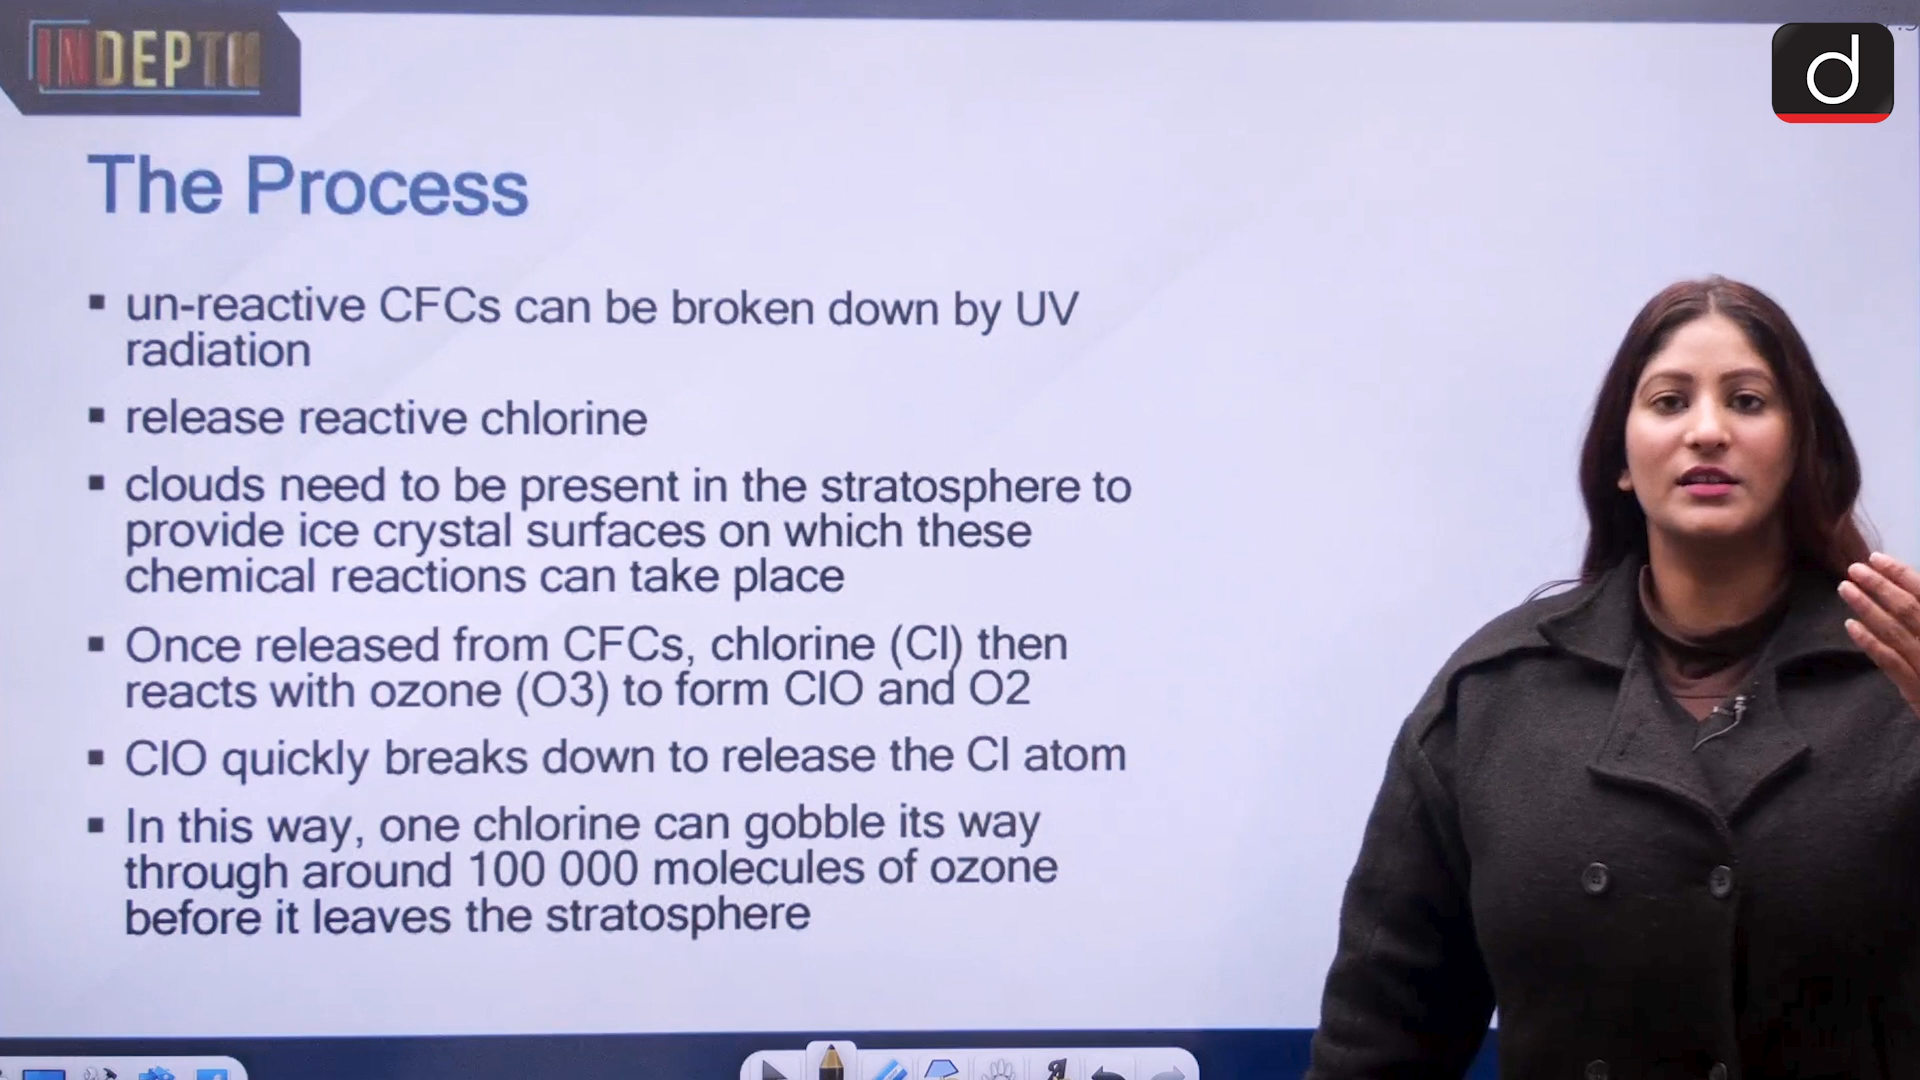 INDEPTH
d
The Process
▪ un-reactive CFCs can be broken down by UV
radiation
▪ release reactive chlorine
▪ clouds need to be present in the stratosphere to
provide ice crystal surfaces on which these
chemical reactions can take place
▪ Once released from CFCs, chlorine (Cl) then
reacts with ozone (O3) to form ClO and O2
▪ ClO quickly breaks down to release the Cl atom
▪ In this way, one chlorine can gobble its way
through around 100 000 molecules of ozone
before it leaves the stratosphere